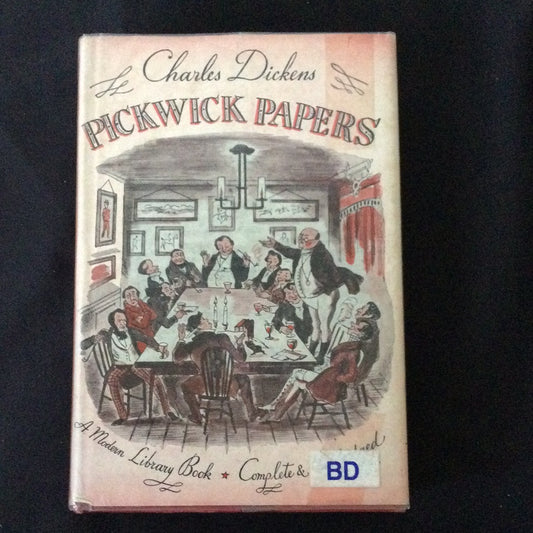 Charles Dickens
PICKWICK PAPERS
A Modern Library Book ★ Complete &
BD